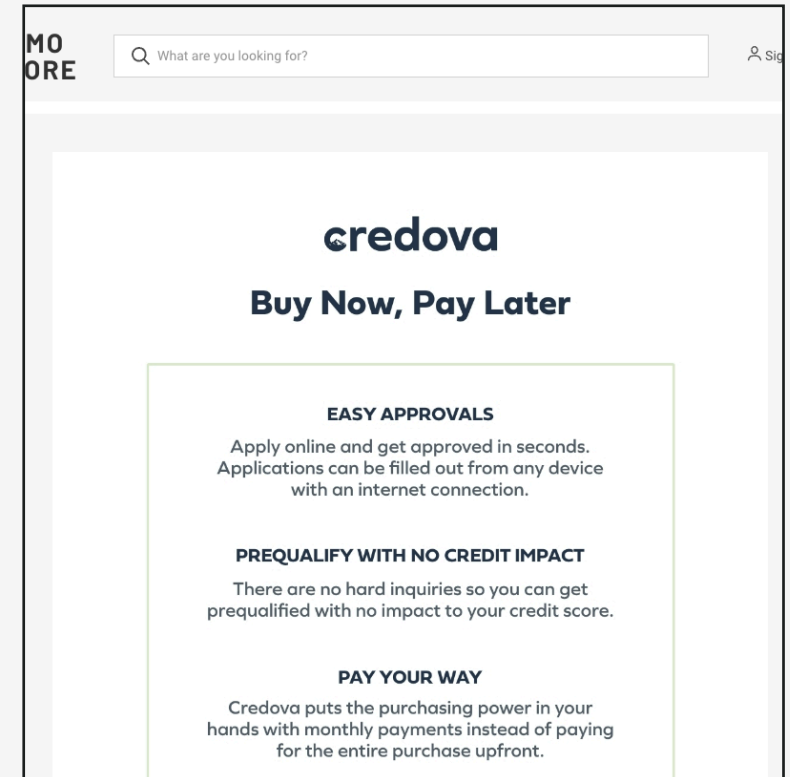 MO
ORE
What are you looking for?
Sig
credova
Buy Now, Pay Later
EASY APPROVALS
Apply online and get approved in seconds.
Applications can be filled out from any device
with an internet connection.
PREQUALIFY WITH NO CREDIT IMPACT
There are no hard inquiries so you can get
prequalified with no impact to your credit score.
PAY YOUR WAY
Credova puts the purchasing power in your
hands with monthly payments instead of paying
for the entire purchase upfront.